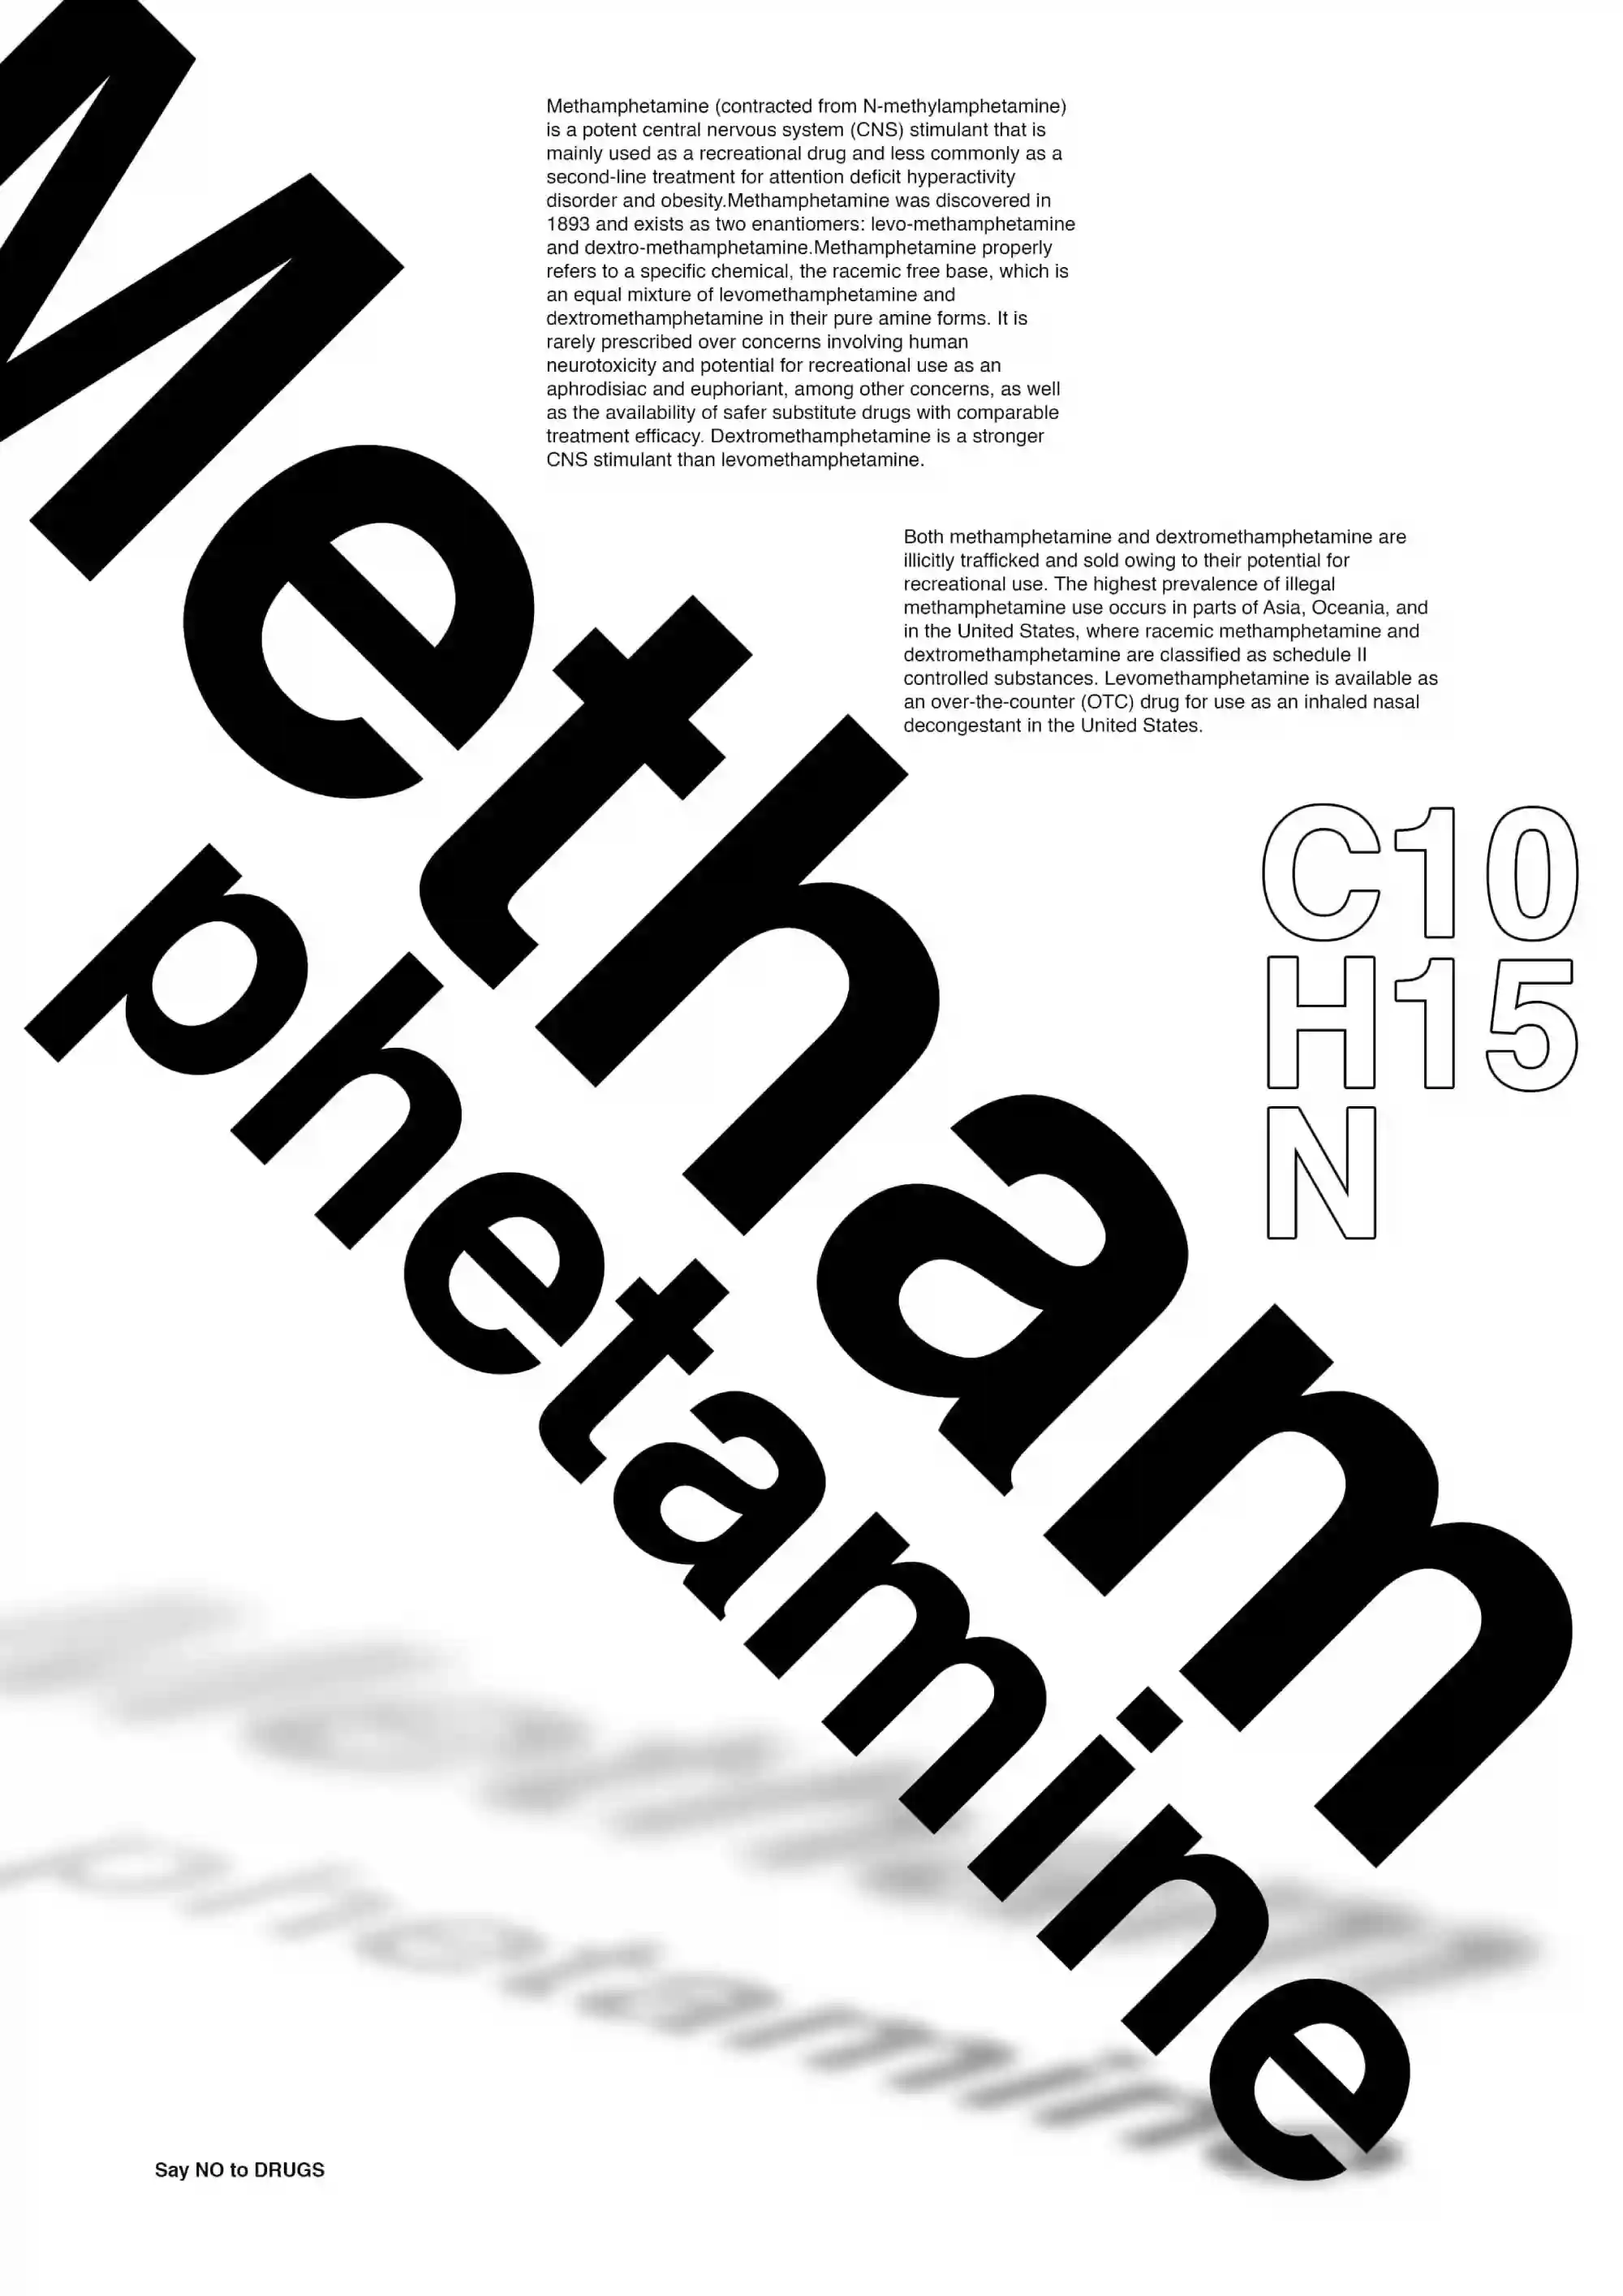 Metham
phetamine
Methamphetamine (contracted from N-methylamphetamine)
is a potent central nervous system (CNS) stimulant that is
mainly used as a recreational drug and less commonly as a
second-line treatment for attention deficit hyperactivity
disorder and obesity.Methamphetamine was discovered in
1893 and exists as two enantiomers: levo-methamphetamine
and dextro-methamphetamine.Methamphetamine properly
refers to a specific chemical, the racemic free base, which is
an equal mixture of levomethamphetamine and
dextromethamphetamine in their pure amine forms. It is
rarely prescribed over concerns involving human
neurotoxicity and potential for recreational use as an
aphrodisiac and euphoriant, among other concerns, as well
as the availability of safer substitute drugs with comparable
treatment efficacy. Dextromethamphetamine is a stronger
CNS stimulant than levomethamphetamine.
Both methamphetamine and dextromethamphetamine are
illicitly trafficked and sold owing to their potential for
recreational use. The highest prevalence of illegal
methamphetamine use occurs in parts of Asia, Oceania, and
in the United States, where racemic methamphetamine and
dextromethamphetamine are classified as schedule II
controlled substances. Levomethamphetamine is available as
an over-the-counter (OTC) drug for use as an inhaled nasal
decongestant in the United States.
C10
H15
N
Say NO to DRUGS